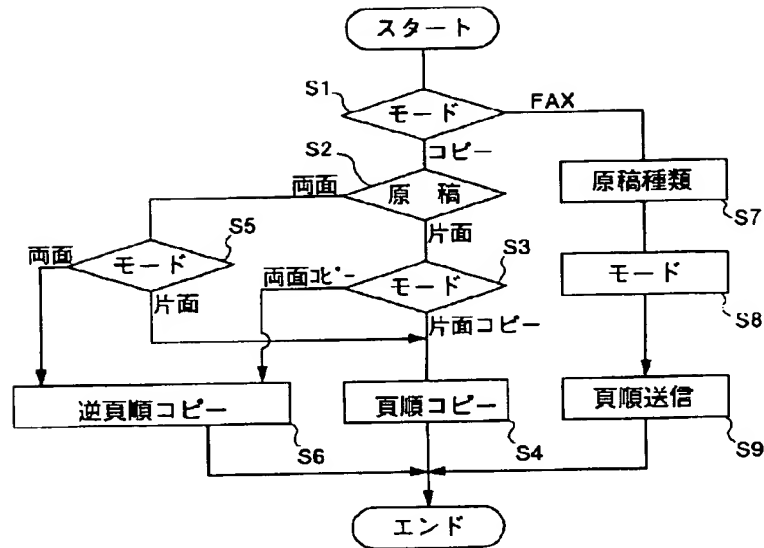 スタート
S1
モード
FAX
コピー
S2
両面
原稿
片面
原稿種類
S7
S5
両面
モード
片面
S3
両面コピー
モード
片面コピー
モード
S8
逆頁順コピー
S6
頁順コピー
S4
頁順送信
S9
エンド